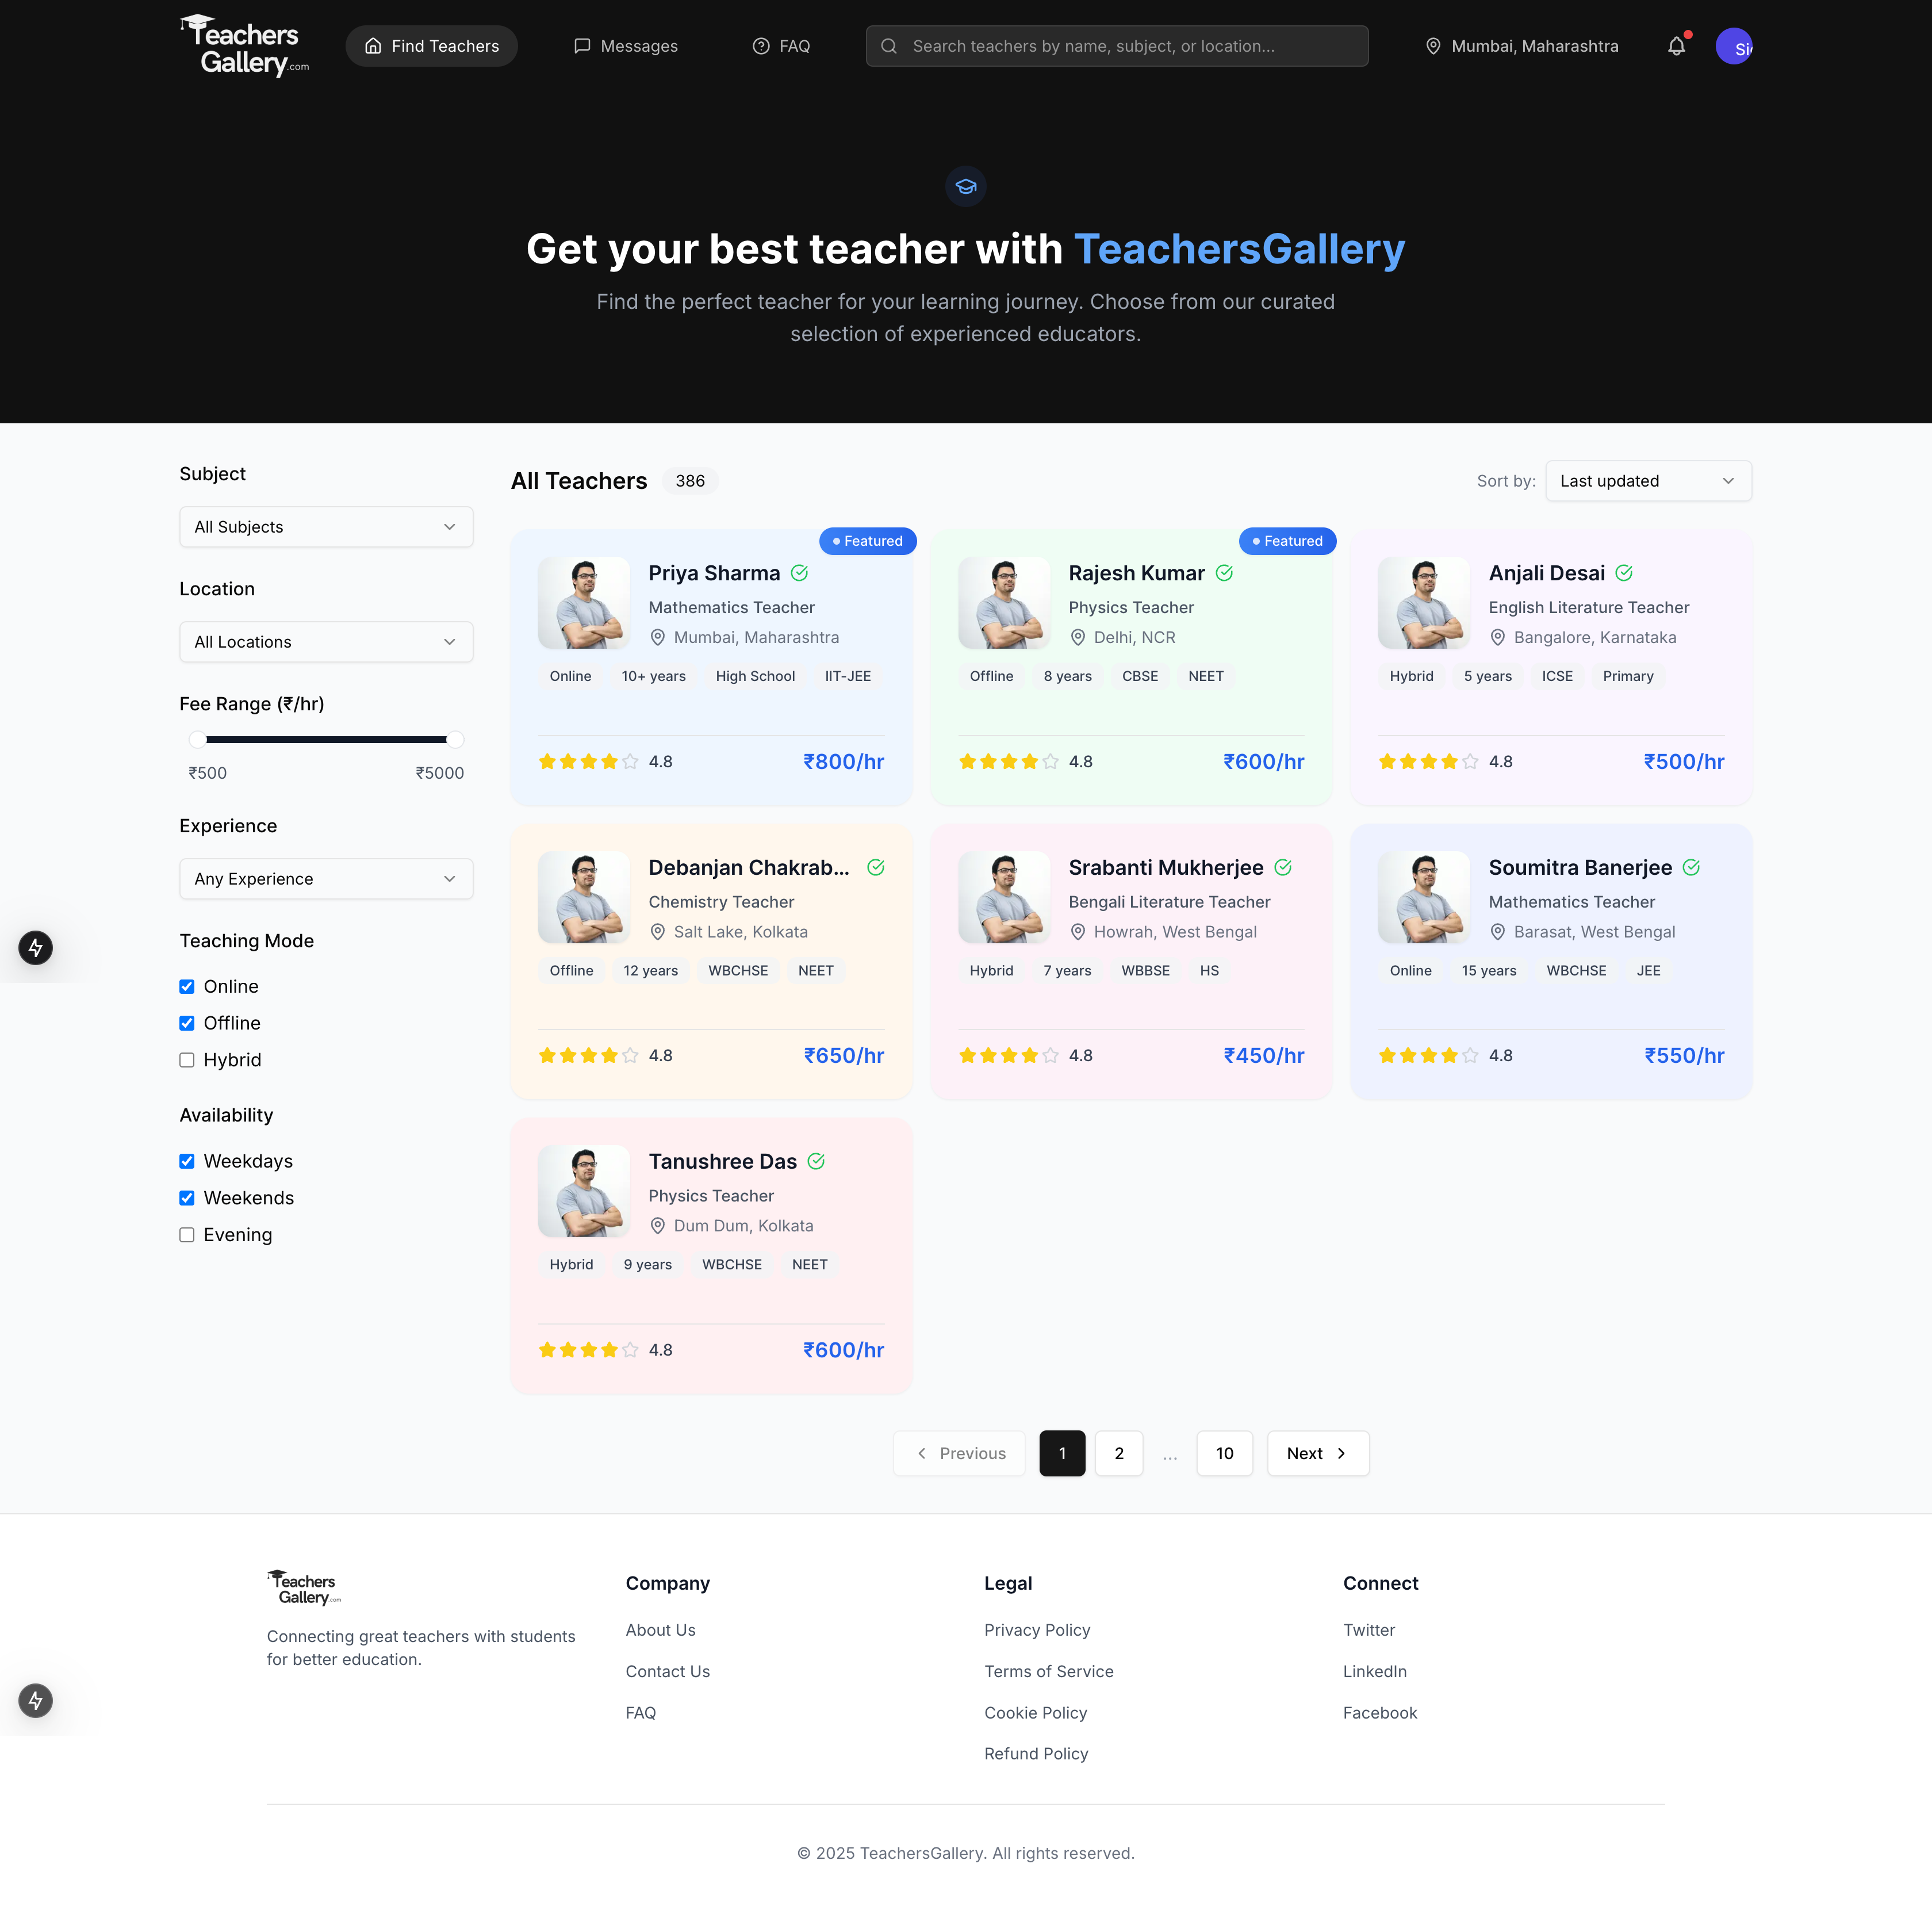 Teachers
Gallery.com
Find Teachers
Messages
FAQ
Search teachers by name, subject, or location...
Mumbai, Maharashtra
Get your best teacher with TeachersGallery
Find the perfect teacher for your learning journey. Choose from our curated
selection of experienced educators.
Subject
All Subjects
Location
All Locations
Fee Range (₹/hr)
₹500 ₹5000
Experience
Any Experience
Teaching Mode
Online
Offline
Hybrid
Availability
Weekdays
Weekends
Evening
All Teachers 386
Sort by: Last updated
Featured
Priya Sharma
Mathematics Teacher
Mumbai, Maharashtra
Online 10+ years High School IIT-JEE
4.8 ₹800/hr
Featured
Rajesh Kumar
Physics Teacher
Delhi, NCR
Offline 8 years CBSE NEET
4.8 ₹600/hr
Anjali Desai
English Literature Teacher
Bangalore, Karnataka
Hybrid 5 years ICSE Primary
4.8 ₹500/hr
Debanjan Chakrab...
Chemistry Teacher
Salt Lake, Kolkata
Offline 12 years WBCHSE NEET
4.8 ₹650/hr
Srabanti Mukherjee
Bengali Literature Teacher
Howrah, West Bengal
Hybrid 7 years WBBSE HS
4.8 ₹450/hr
Soumitra Banerjee
Mathematics Teacher
Barasat, West Bengal
Online 15 years WBCHSE JEE
4.8 ₹550/hr
Tanushree Das
Physics Teacher
Dum Dum, Kolkata
Hybrid 9 years WBCHSE NEET
4.8 ₹600/hr
Previous 1 2 ... 10 Next
Teachers
Gallery.com
Connecting great teachers with students
for better education.
Company
About Us
Contact Us
FAQ
Legal
Privacy Policy
Terms of Service
Cookie Policy
Refund Policy
Connect
Twitter
LinkedIn
Facebook
© 2025 TeachersGallery. All rights reserved.